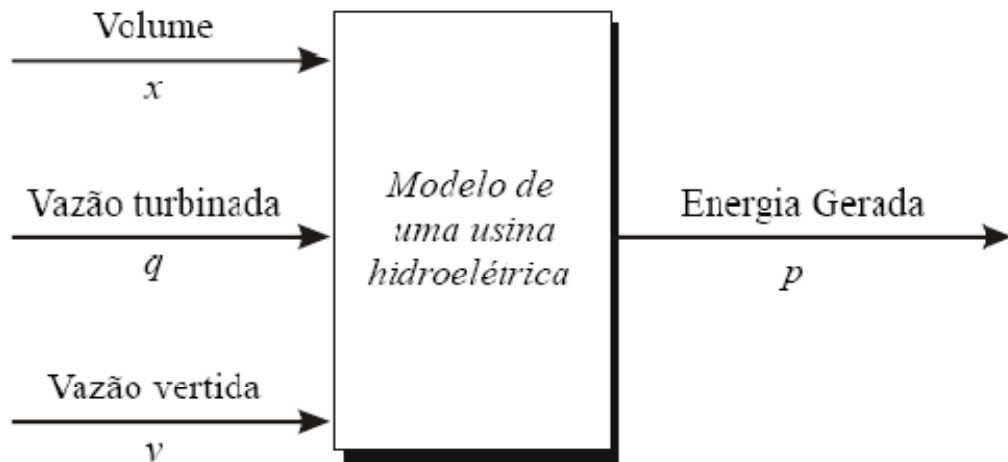 Volume
x
Vazão turbinada
q
Vazão vertida
v
Modelo de
uma usina
hidroelétrica
Energia Gerada
p